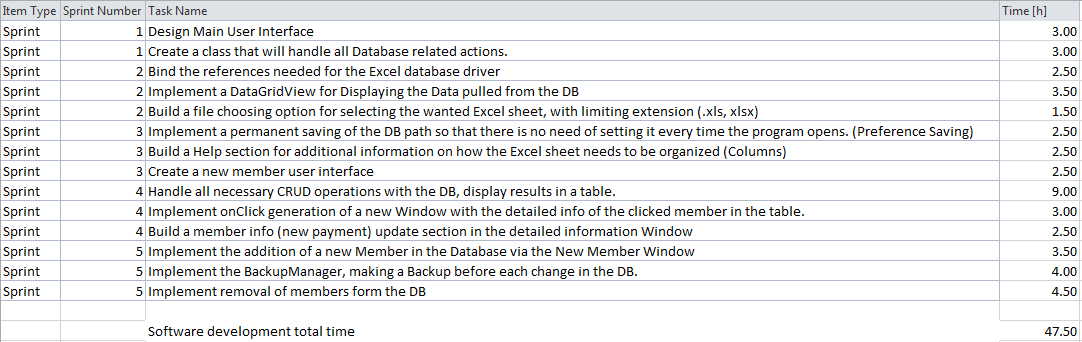 Item Type Sprint Number Task Name Time [h]
Sprint 1 Design Main User Interface 3.00
Sprint 1 Create a class that will handle all Database related actions. 3.00
Sprint 2 Bind the references needed for the Excel database driver 2.50
Sprint 2 Implement a DataGridView for Displaying the Data pulled from the DB 3.50
Sprint 2 Build a file choosing option for selecting the wanted Excel sheet, with limiting extension (.xls, xlsx) 1.50
Sprint 3 Implement a permanent saving of the DB path so that there is no need of setting it every time the program opens. (Preference Saving) 2.50
Sprint 3 Build a Help section for additional information on how the Excel sheet needs to be organized (Columns) 2.50
Sprint 3 Create a new member user interface 2.50
Sprint 4 Handle all necessary CRUD operations with the DB, display results in a table. 9.00
Sprint 4 Implement onClick generation of a new Window with the detailed info of the clicked member in the table. 3.00
Sprint 4 Build a member info (new payment) update section in the detailed information Window 2.50
Sprint 5 Implement the addition of a new Member in the Database via the New Member Window 3.50
Sprint 5 Implement the BackupManager, making a Backup before each change in the DB. 4.00
Sprint 5 Implement removal of members form the DB 4.50
Software development total time 47.50